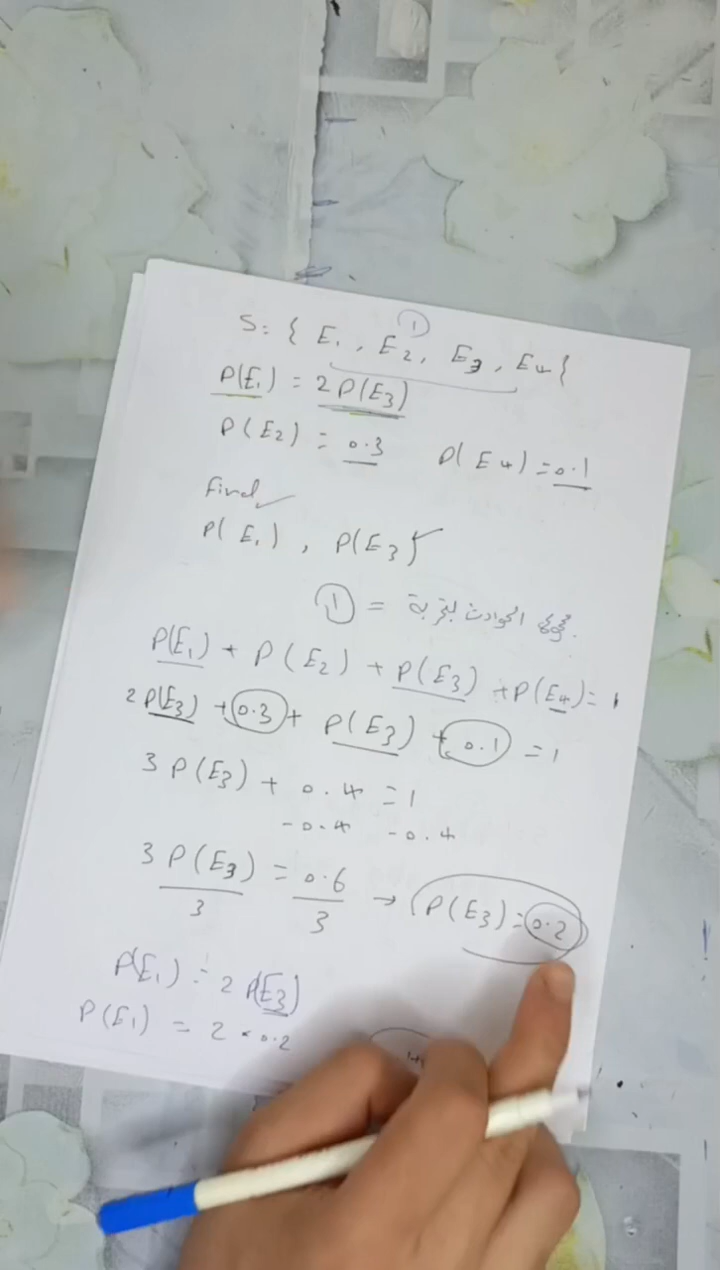 ①
S: { E₁ , E₂ , E₃ , E₄ {
P(E₁) = 2 P(E₃)
P(E₂) = 0.3 P(E₄) = 0.1
Find
P(E₁) , P(E₃)
① = الحوادث لتجربة
P(E₁) + P(E₂) + P(E₃) + P(E₄) = 1
2 P(E₃) + 0.3 + P(E₃) + 0.1 = 1
3 P(E₃) + 0.4 = 1
-0.4 -0.4
3 P(E₃) / 3 = 0.6 / 3 → P(E₃) = 0.2
P(E₁) = 2 P(E₃)
P(E₁) = 2 × 0.2